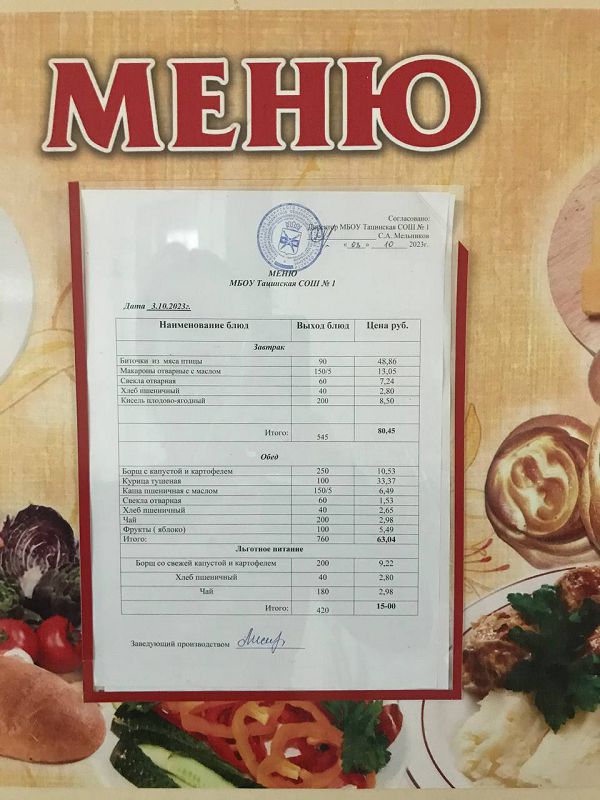 МЕНЮ
Согласовано:
Директор МБОУ Тацинская СОШ № 1
С.А. Мельников
« 03 » 10 2023г.
МЕНЮ
МБОУ Тацинская СОШ № 1
Дата 3.10.2023г.
Наименование блюд Выход блюд Цена руб.
Завтрак
Биточки из мяса птицы 90 48,86
Макароны отварные с маслом 150/5 13,05
Свекла отварная 60 7,24
Хлеб пшеничный 40 2,80
Кисель плодово-ягодный 200 8,50
Итого: 545 80,45
Обед
Борщ с капустой и картофелем 250 10,53
Курица тушеная 100 33,37
Каша пшеничная с маслом 150/5 6,49
Свекла отварная 60 1,53
Хлеб пшеничный 40 2,65
Чай 200 2,98
Фрукты ( яблоко) 100 5,49
Итого: 760 63,04
Льготное питание
Борщ со свежей капустой и картофелем 200 9,22
Хлеб пшеничный 40 2,80
Чай 180 2,98
Итого: 420 15-00
Заведующий производством